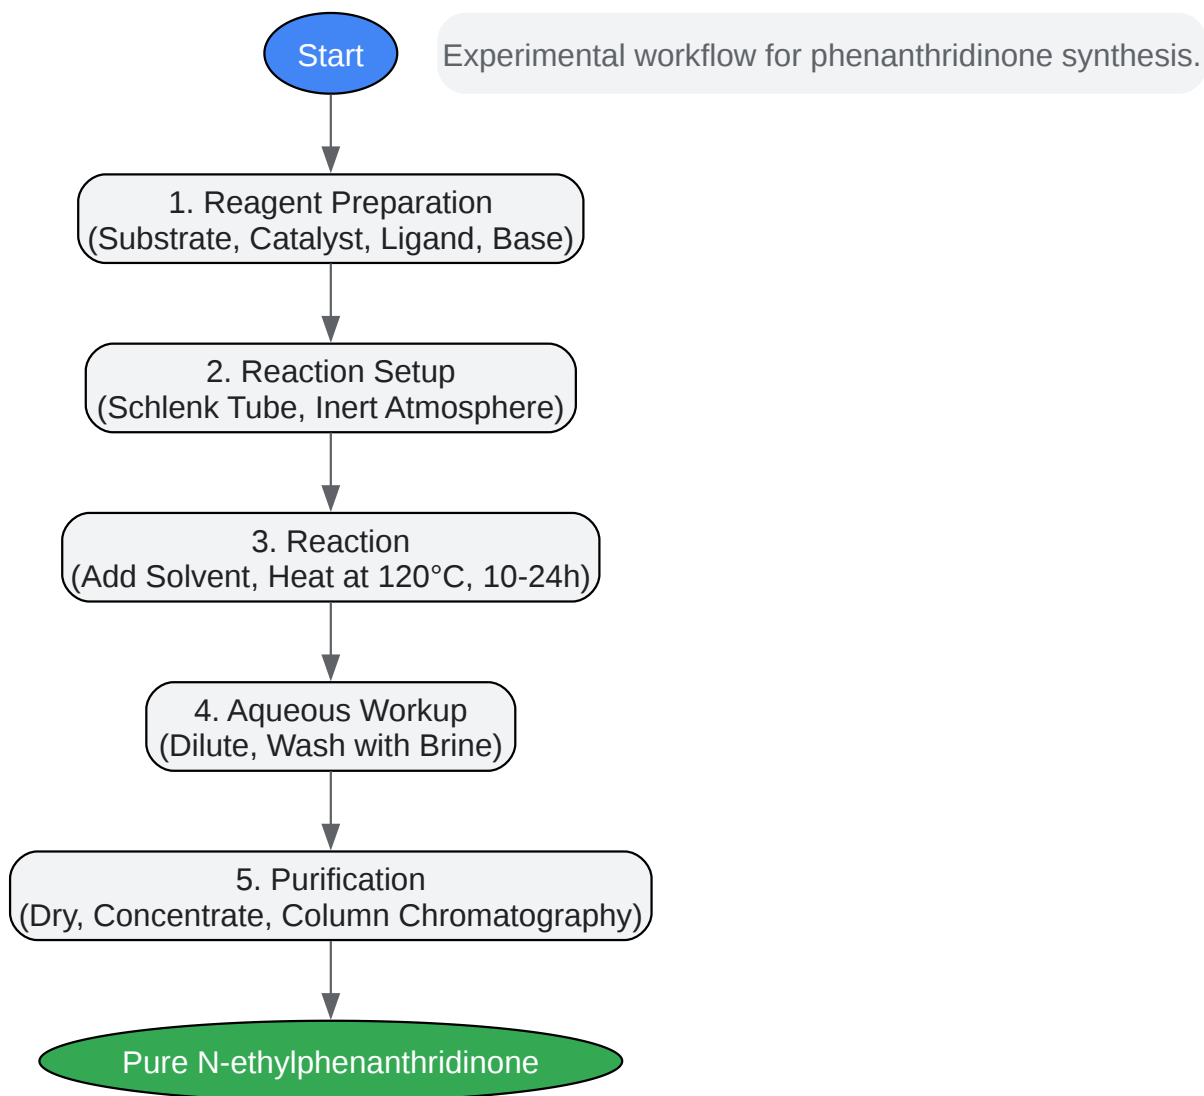 Start
Experimental workflow for phenanthridinone synthesis.
1. Reagent Preparation
(Substrate, Catalyst, Ligand, Base)
2. Reaction Setup
(Schlenk Tube, Inert Atmosphere)
3. Reaction
(Add Solvent, Heat at 120°C, 10-24h)
4. Aqueous Workup
(Dilute, Wash with Brine)
5. Purification
(Dry, Concentrate, Column Chromatography)
Pure N-ethylphenanthridinone